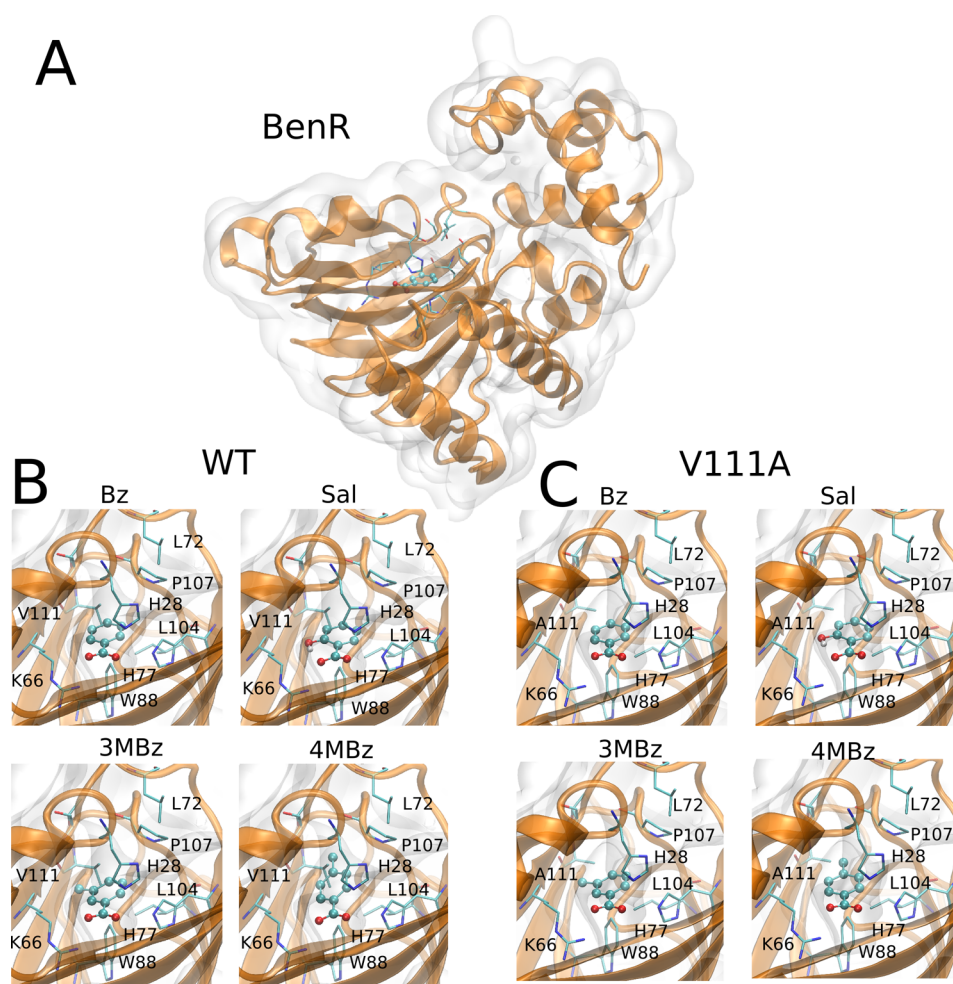 A
BenR
B
WT
Bz
L72
P107
V111
H28
L104
K66
H77
W88
Sal
L72
P107
V111
H28
L104
K66
H77
W88
3MBz
L72
P107
V111
H28
L104
K66
H77
W88
4MBz
L72
P107
V111
H28
L104
K66
H77
W88
C
V111A
Bz
L72
P107
A111
H28
L104
K66
H77
W88
Sal
L72
P107
A111
H28
L104
K66
H77
W88
3MBz
L72
P107
A111
H28
L104
K66
H77
W88
4MBz
L72
P107
A111
H28
L104
K66
H77
W88